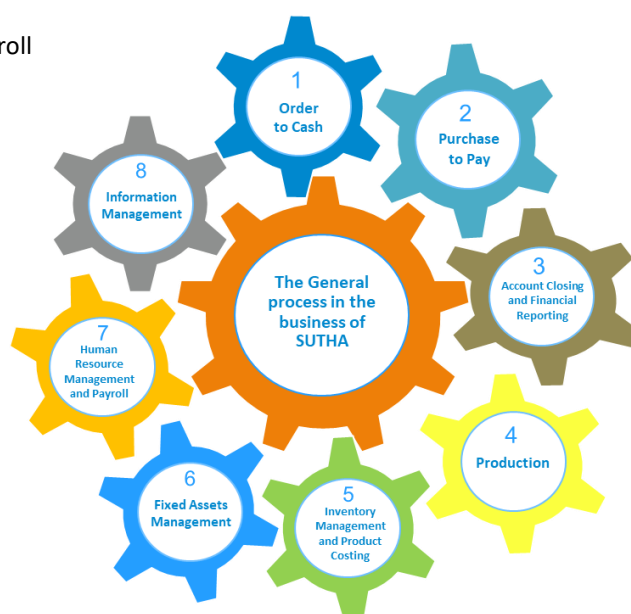 roll
1
Order
to Cash
2
Purchase
to Pay
3
Account Closing
and Financial
Reporting
4
Production
5
Inventory
Management
and Product
Costing
6
Fixed Assets
Management
7
Human
Resource
Management
and Payroll
8
Information
Management
The General
process in the
business of
SUTHA